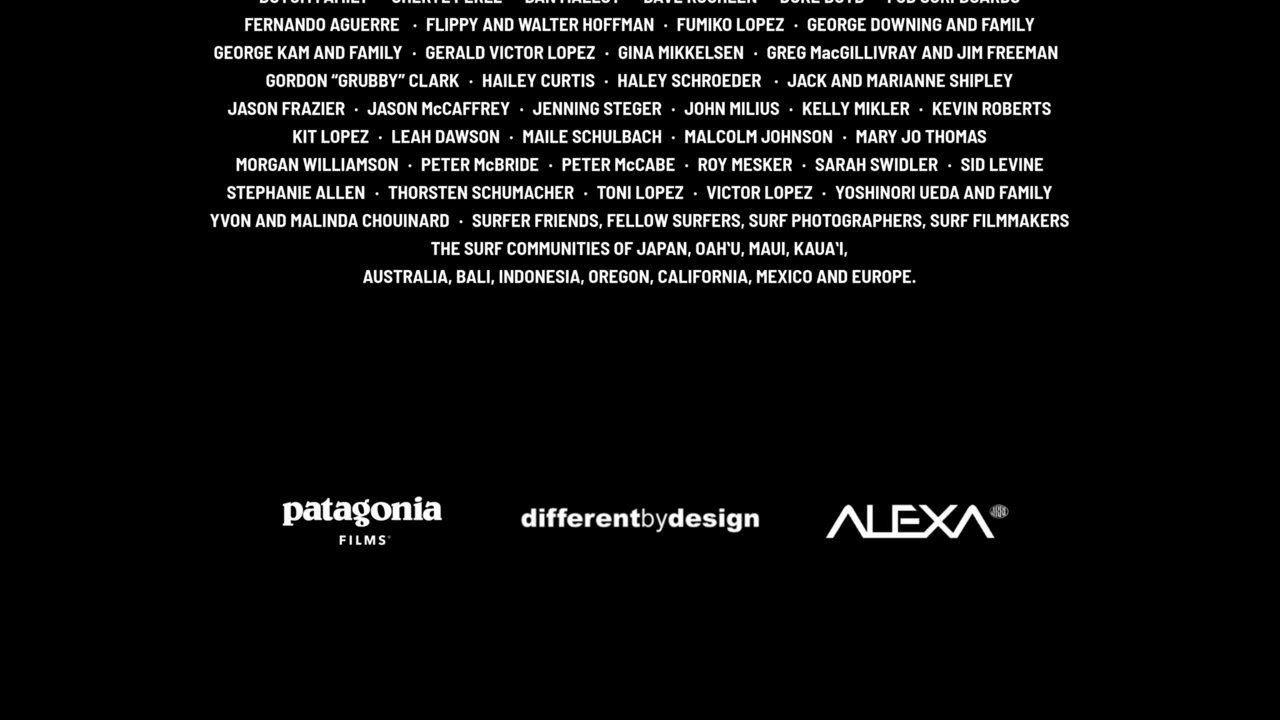 FERNANDO AGUERRE · FLIPPY AND WALTER HOFFMAN · FUMIKO LOPEZ · GEORGE DOWNING AND FAMILY
GEORGE KAM AND FAMILY · GERALD VICTOR LOPEZ · GINA MIKKELSEN · GREG MacGILLIVRAY AND JIM FREEMAN
GORDON “GRUBBY” CLARK · HAILEY CURTIS · HALEY SCHROEDER · JACK AND MARIANNE SHIPLEY
JASON FRAZIER · JASON McCAFFREY · JENNING STEGER · JOHN MILIUS · KELLY MIKLER · KEVIN ROBERTS
KIT LOPEZ · LEAH DAWSON · MAILE SCHULBACH · MALCOLM JOHNSON · MARY JO THOMAS
MORGAN WILLIAMSON · PETER McBRIDE · PETER McCABE · ROY MESKER · SARAH SWIDLER · SID LEVINE
STEPHANIE ALLEN · THORSTEN SCHUMACHER · TONI LOPEZ · VICTOR LOPEZ · YOSHINORI UEDA AND FAMILY
YVON AND MALINDA CHOUINARD · SURFER FRIENDS, FELLOW SURFERS, SURF PHOTOGRAPHERS, SURF FILMMAKERS
THE SURF COMMUNITIES OF JAPAN, OAHʻU, MAUI, KAUAʻI,
AUSTRALIA, BALI, INDONESIA, OREGON, CALIFORNIA, MEXICO AND EUROPE.
patagonia
FILMS
differentbydesign
ALEXA